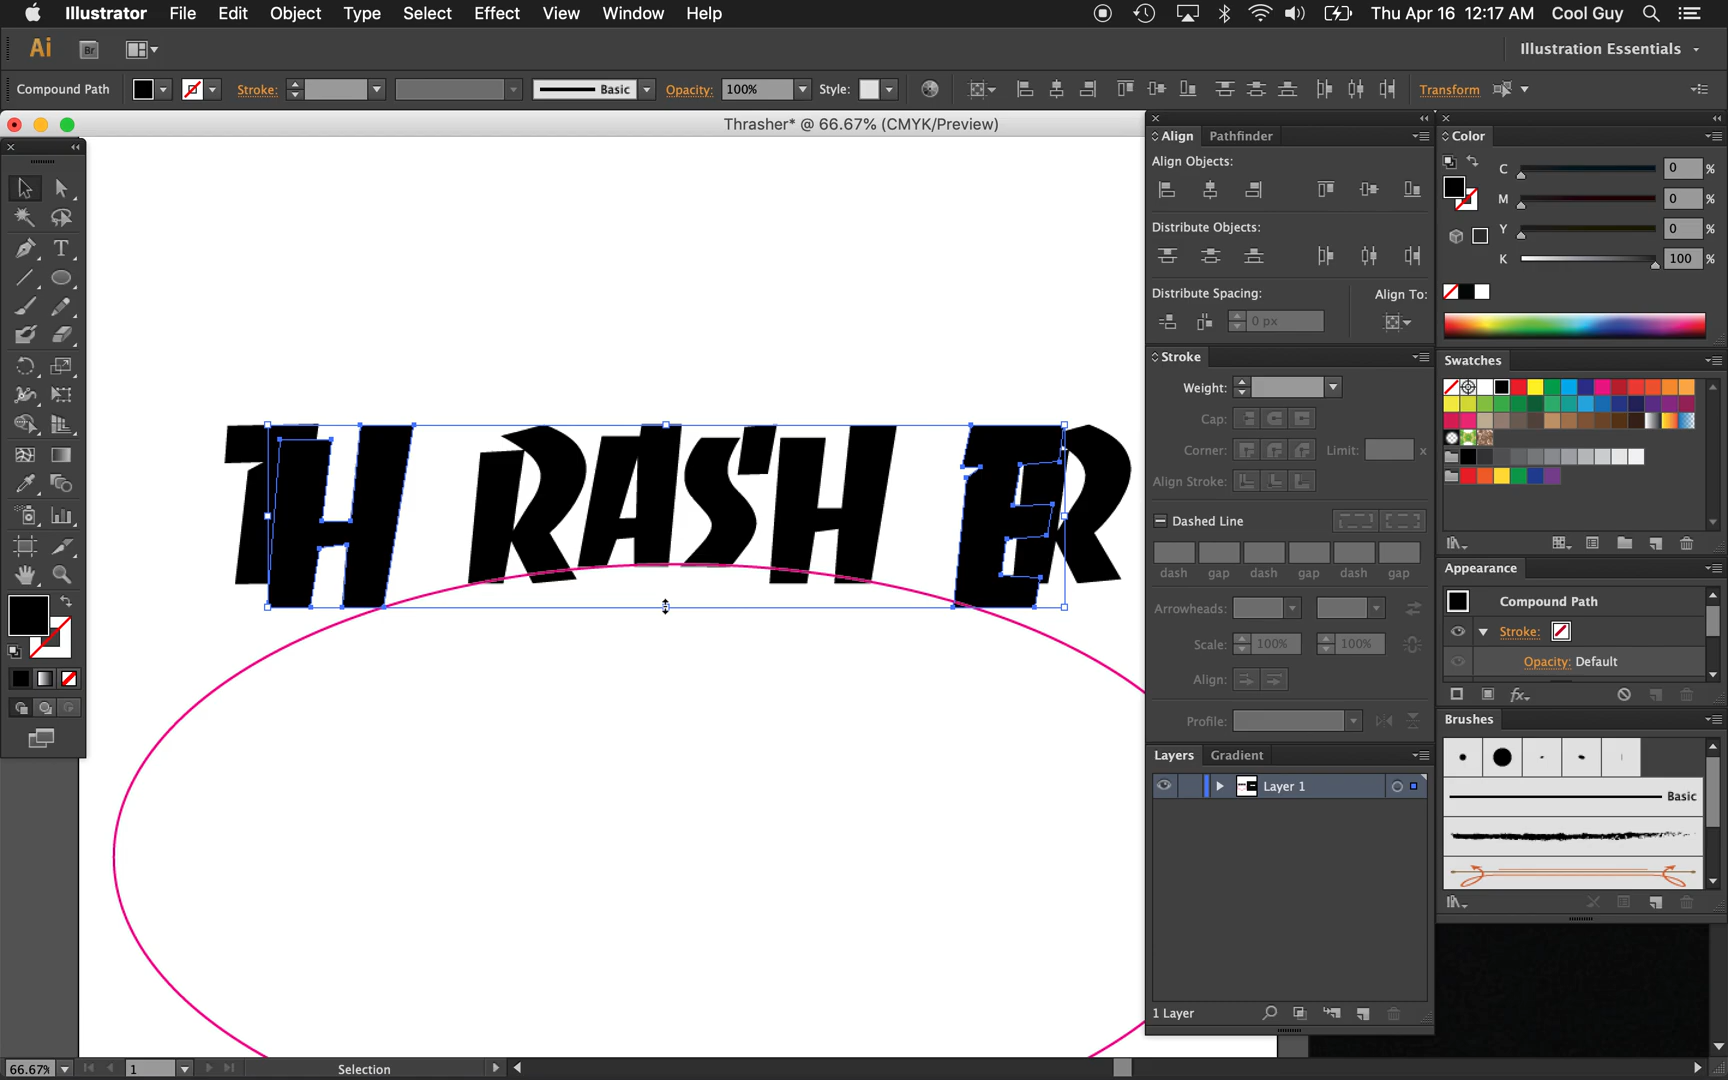 Illustrator File Edit Object Type Select Effect View Window Help Thu Apr 16 12:17 AM Cool Guy
Ai Br Illustration Essentials
Compound Path Stroke: Basic Opacity: 100% Style: Transform
Thrasher* @ 66.67% (CMYK/Preview)
Align Pathfinder
Align Objects:
Distribute Objects:
Distribute Spacing: Align To:
0 px
Stroke
Weight:
Cap:
Corner: Limit: x
Align Stroke:
Dashed Line
dash gap dash gap dash gap
Arrowheads:
Scale: 100% 100%
Align:
Profile:
Layers Gradient
Layer 1
1 Layer
Color
C 0 %
M 0 %
Y 0 %
K 100 %
Swatches
Appearance
Compound Path
Stroke:
Opacity: Default
fx
Brushes
Basic
TH RASH ER
66.67% 1 Selection